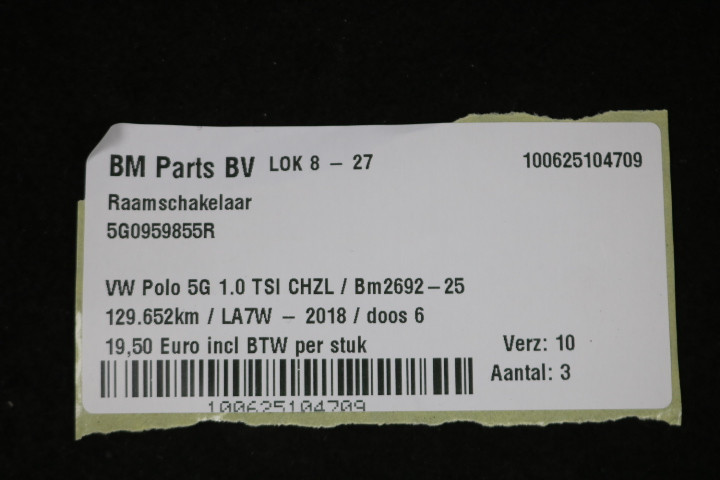 BM Parts BV LOK 8 - 27 100625104709
Raamschakelaar
5G0959855R
VW Polo 5G 1.0 TSI CHZL / Bm2692-25
129.652km / LA7W - 2018 / doos 6
19,50 Euro incl BTW per stuk Verz: 10
Aantal: 3
100625104709